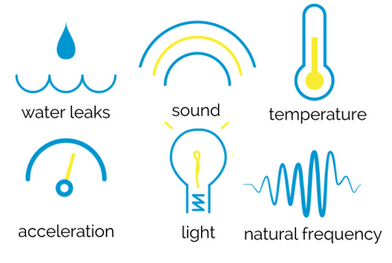 water leaks
sound
temperature
acceleration
light
natural frequency